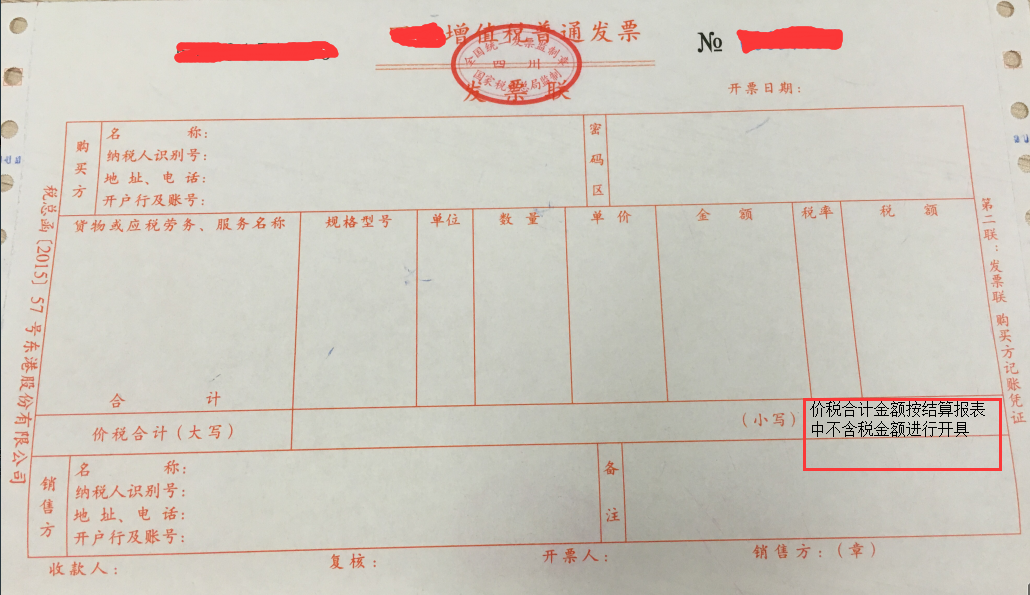 增值税普通发票
№
全国统一发票监制章
四川
国家税务总局监制
发票联
开票日期：
购买方
名称：
纳税人识别号：
地址、电话：
开户行及账号：
密码区
货物或应税劳务、服务名称 规格型号 单位 数量 单价 金额 税率 税额
合计
价税合计（大写） （小写）
价税合计金额按结算报表
中不含税金额进行开具
销售方
名称：
纳税人识别号：
地址、电话：
开户行及账号：
备注
收款人： 复核： 开票人： 销售方：（章）
税总函〔2015〕57号东港股份有限公司
第二联：发票联 购买方记账凭证